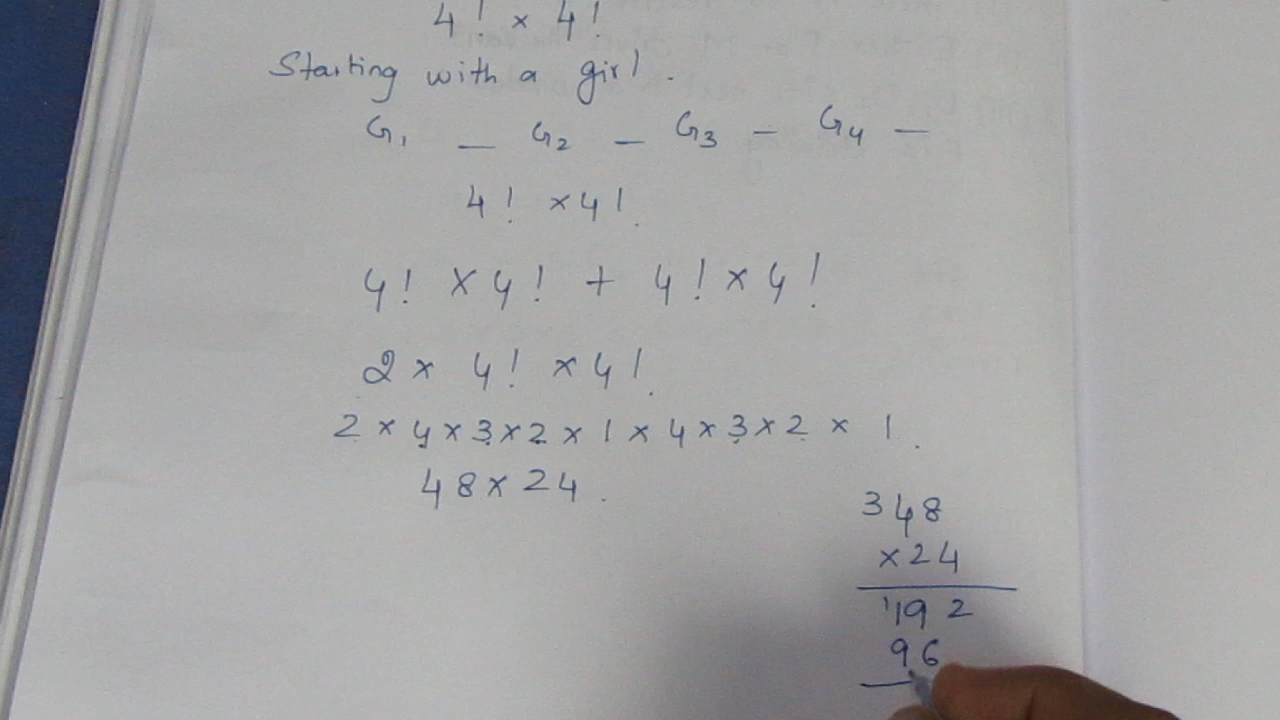 4! × 4!
Starting with a girl.
G₁ _ G₂ _ G₃ _ G₄ _
4! × 4!
4! × 4! + 4! × 4!
2 × 4! × 4!
2 × 4 × 3 × 2 × 1 × 4 × 3 × 2 × 1.
48 × 24.
³48
×24
¹192
96